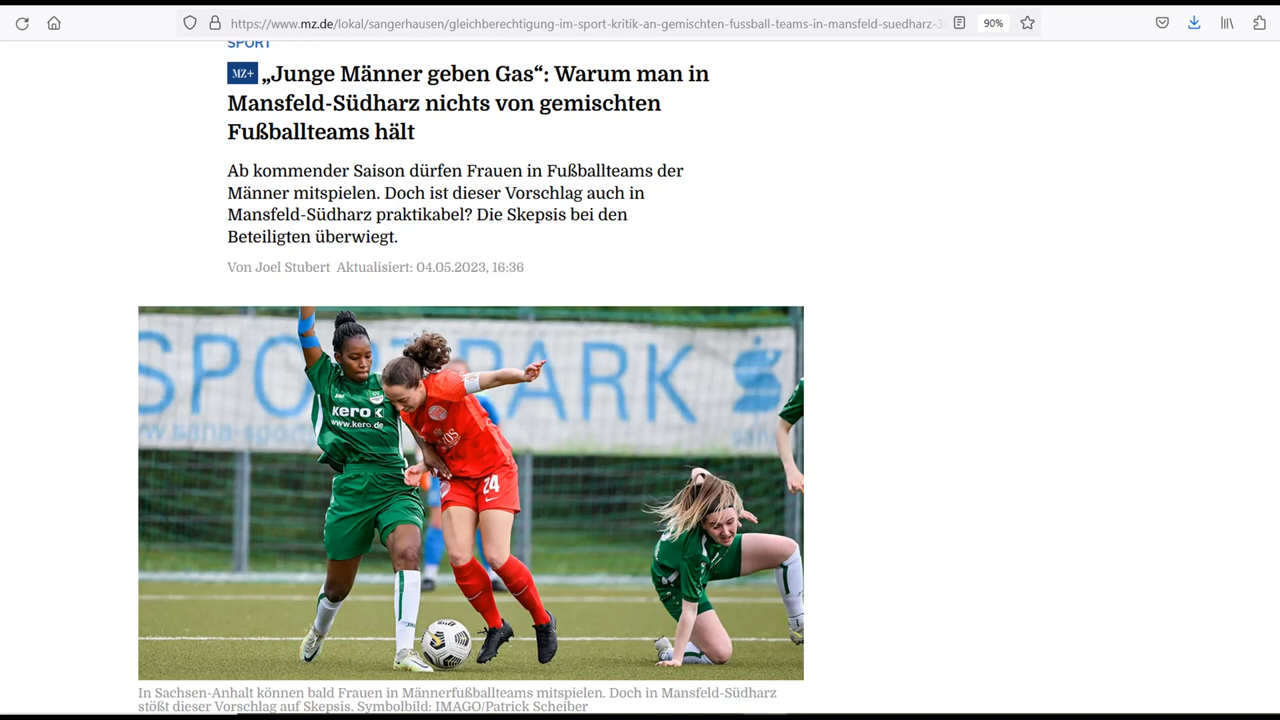 https://www.mz.de/lokal/sangerhausen/gleichberechtigung-im-sport-kritik-an-gemischten-fussball-teams-in-mansfeld-suedharz-3
90%
SPORT
MZ+ „Junge Männer geben Gas“: Warum man in
Mansfeld-Südharz nichts von gemischten
Fußballteams hält
Ab kommender Saison dürfen Frauen in Fußballteams der
Männer mitspielen. Doch ist dieser Vorschlag auch in
Mansfeld-Südharz praktikabel? Die Skepsis bei den
Beteiligten überwiegt.
Von Joel Stubert Aktualisiert: 04.05.2023, 16:36
SPORTPARK
kero
www.kero.de
24
In Sachsen-Anhalt können bald Frauen in Männerfußballteams mitspielen. Doch in Mansfeld-Südharz
stößt dieser Vorschlag auf Skepsis. Symbolbild: IMAGO/Patrick Scheiber